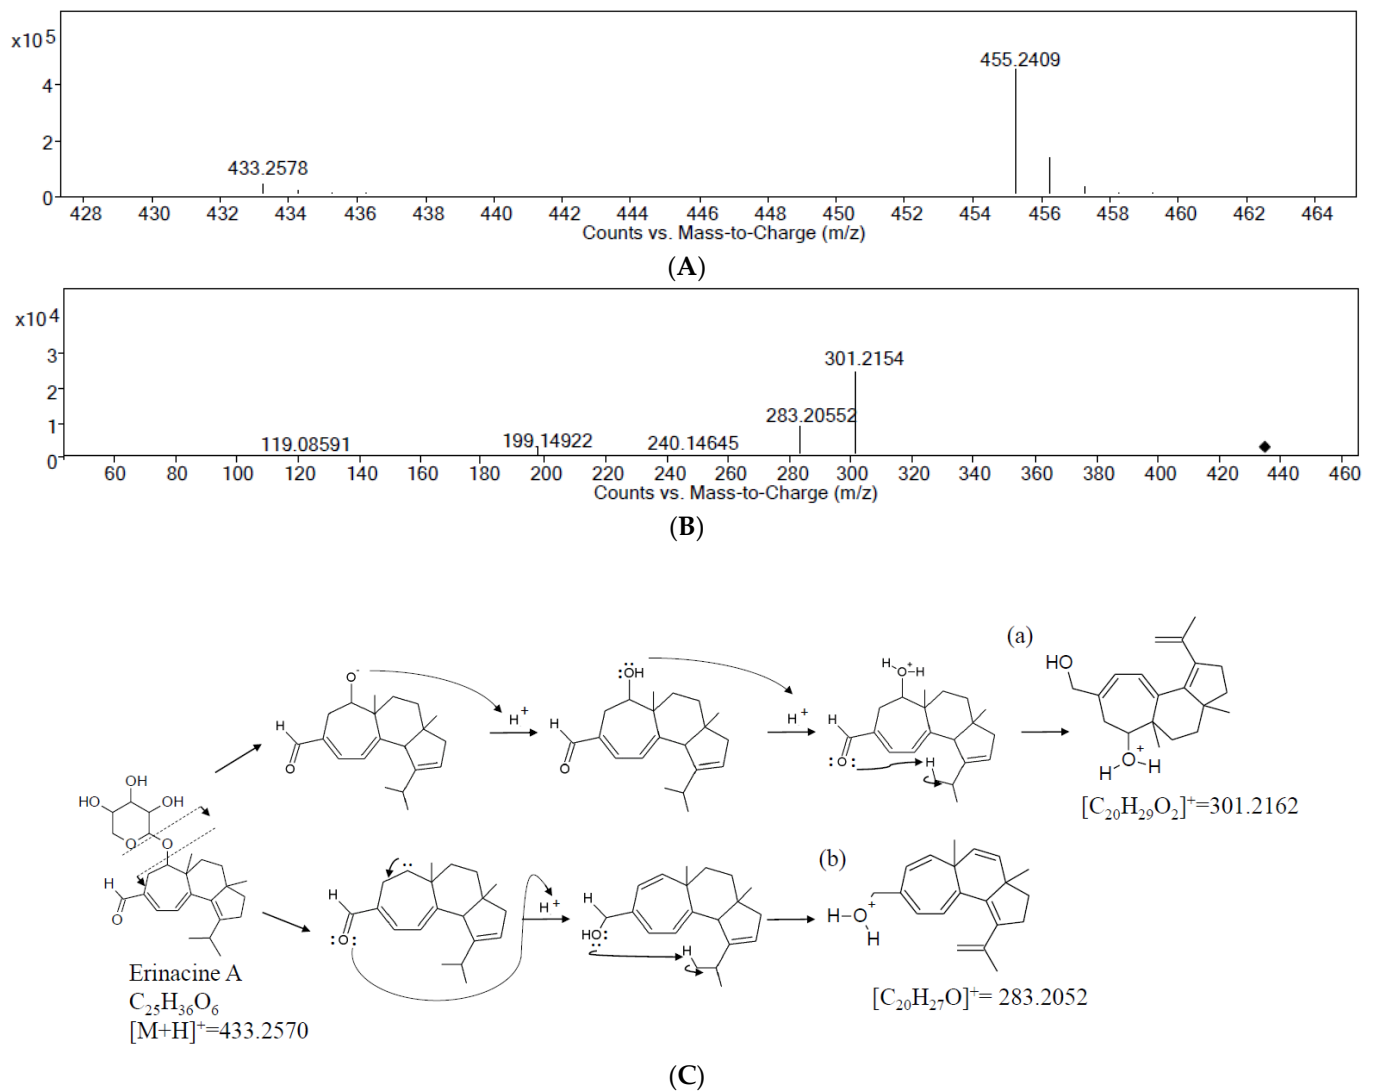 x10 5
4
2
0
455.2409
433.2578
428 430 432 434 436 438 440 442 444 446 448 450 452 454 456 458 460 462 464
Counts vs. Mass-to-Charge (m/z)
(A)
x10 4
3
2
1
0
301.2154
283.20552
119.08591 199.14922 240.14645
60 80 100 120 140 160 180 200 220 240 260 280 300 320 340 360 380 400 420 440 460
Counts vs. Mass-to-Charge (m/z)
(B)
(a)
O-
H
O
H+
:OH
H
O
H+
H-O+-H
H
:O:
H
HO
H-O+-H
[C20H29O2]+=301.2162
OH
HO OH
O O
H
O
Erinacine A
C25H36O6
[M+H]+=433.2570
(b)
H
:O:
H+
H
HO:
H
H-O+
H
[C20H27O]+= 283.2052
(C)